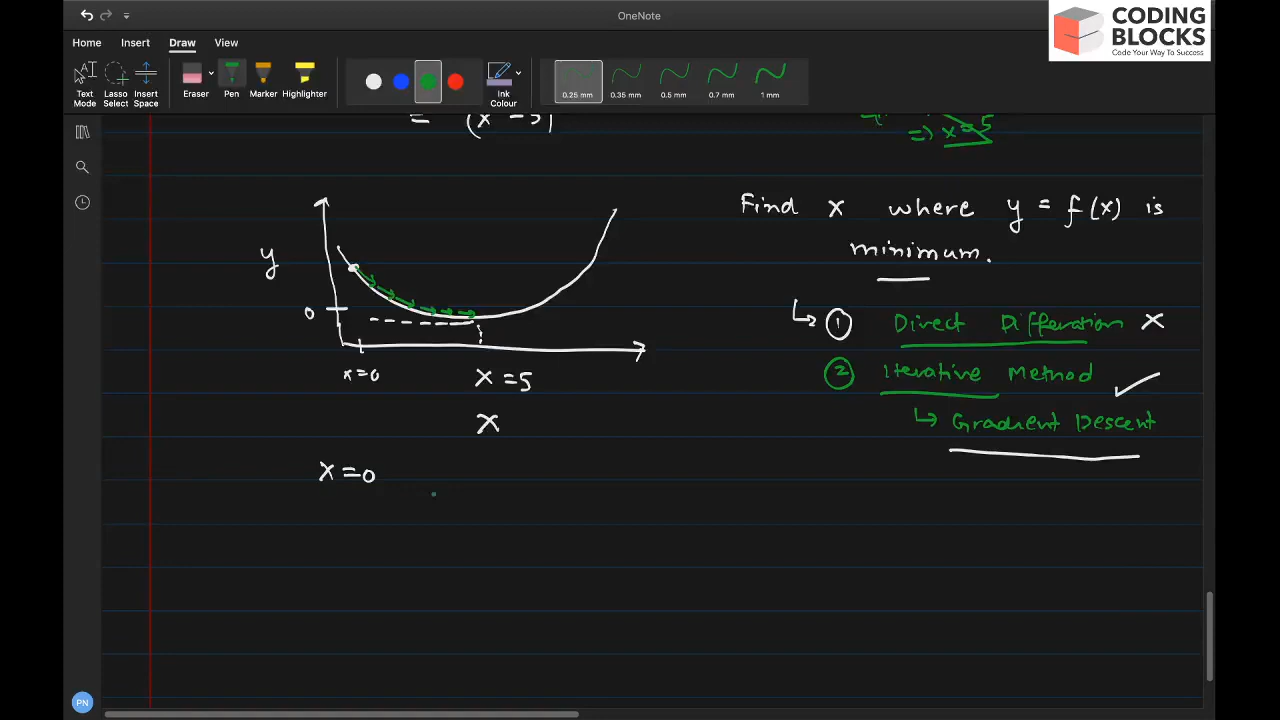 OneNote
CODING
BLOCKS
Code Your Way To Success
Home Insert Draw View
Text Mode
Lasso Select
Insert Space
Eraser
Pen
Marker
Highlighter
Ink Colour
0.25 mm
0.35 mm
0.5 mm
0.7 mm
1 mm
=> x = 5
y
0
x=0
x = 5
x
x = 0
Find x where y = f(x) is
minimum.
↳ ① Direct Differation X
② Iterative Method ✓
↳ Gradient Descent
PN